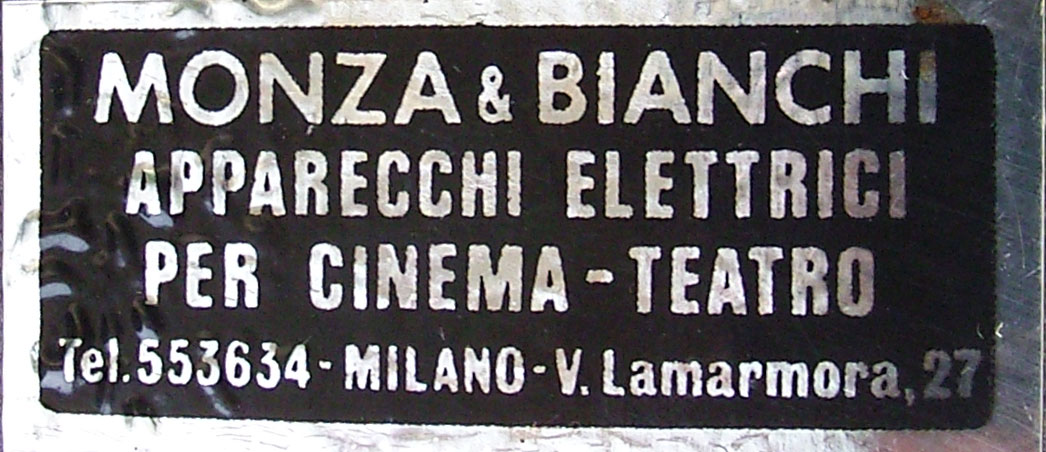 MONZA & BIANCHI
APPARECCHI ELETTRICI
PER CINEMA - TEATRO
Tel. 553634 - MILANO - V. Lamarmora, 27